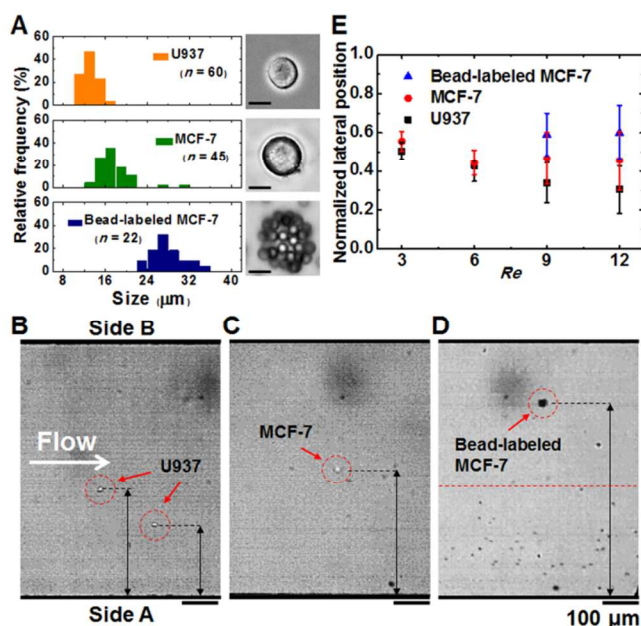 A
Relative frequency (%)
60
40
20
0
U937
(n = 60)
60
40
20
0
MCF-7
(n = 45)
60
40
20
0
Bead-labeled MCF-7
(n = 22)
8
16
24
32
40
Size (μm)
E
Normalized lateral position
1.0
0.8
0.6
0.4
0.2
0.0
Bead-labeled MCF-7
MCF-7
U937
3
6
9
12
Re
B
Side B
Flow
U937
Side A
C
MCF-7
D
Bead-labeled
MCF-7
100 μm